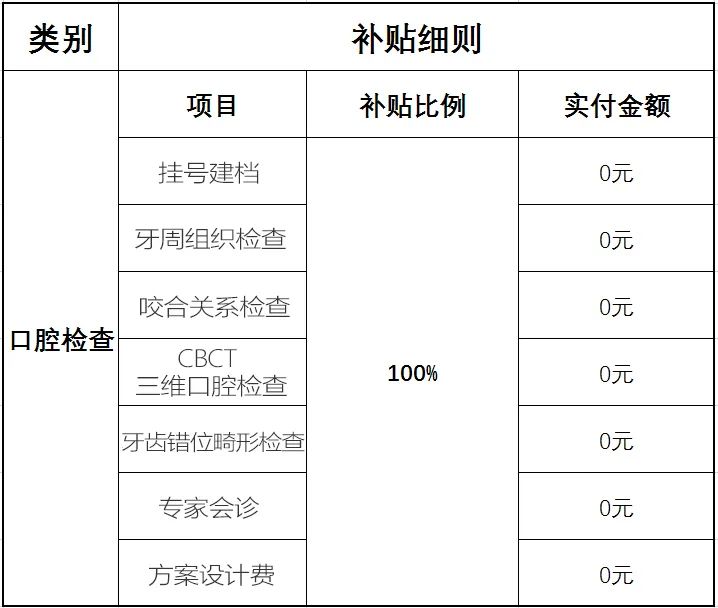 类别
补贴细则
项目
补贴比例
实付金额
口腔检查
挂号建档
100%
0元
牙周组织检查
0元
咬合关系检查
0元
CBCT
三维口腔检查
0元
牙齿错位畸形检查
0元
专家会诊
0元
方案设计费
0元